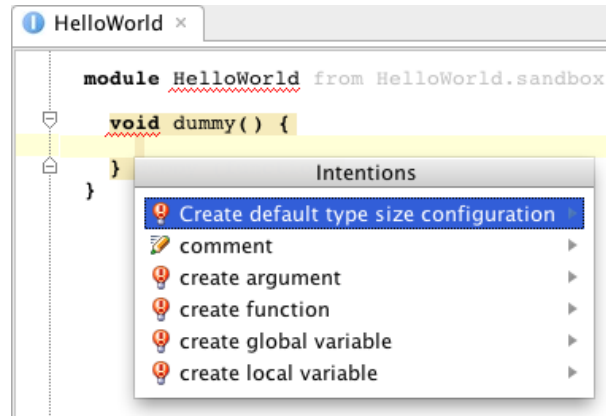 HelloWorld ×
module HelloWorld from HelloWorld.sandbox
void dummy() {
}
}
Intentions
Create default type size configuration
comment
create argument
create function
create global variable
create local variable